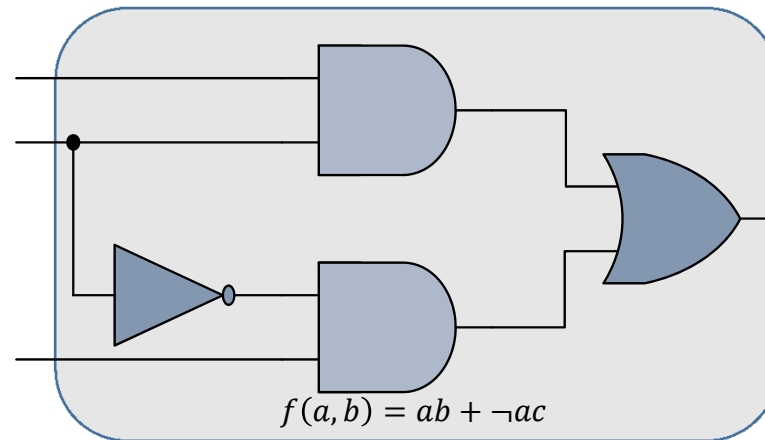 𝑓(𝑎, 𝑏) = 𝑎𝑏 + ¬𝑎𝑐